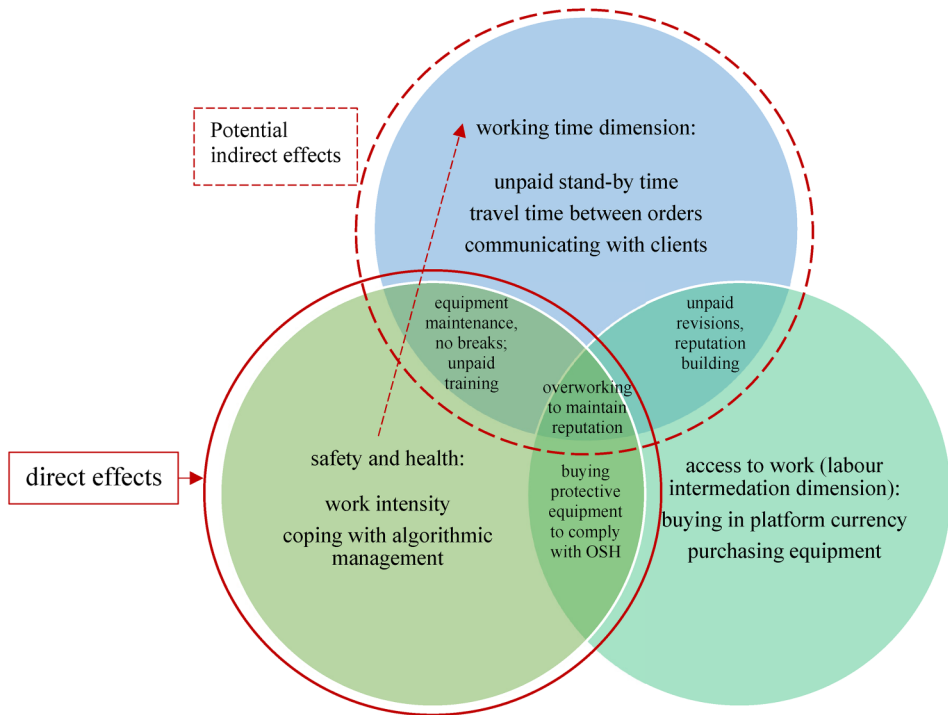 Potential
indirect effects
working time dimension:
unpaid stand-by time
travel time between orders
communicating with clients
equipment
maintenance,
no breaks;
unpaid
training
unpaid
revisions,
reputation
building
overworking
to maintain
reputation
direct effects
safety and health:
work intensity
coping with algorithmic
management
buying
protective
equipment
to comply
with OSH
access to work (labour
intermedation dimension):
buying in platform currency
purchasing equipment